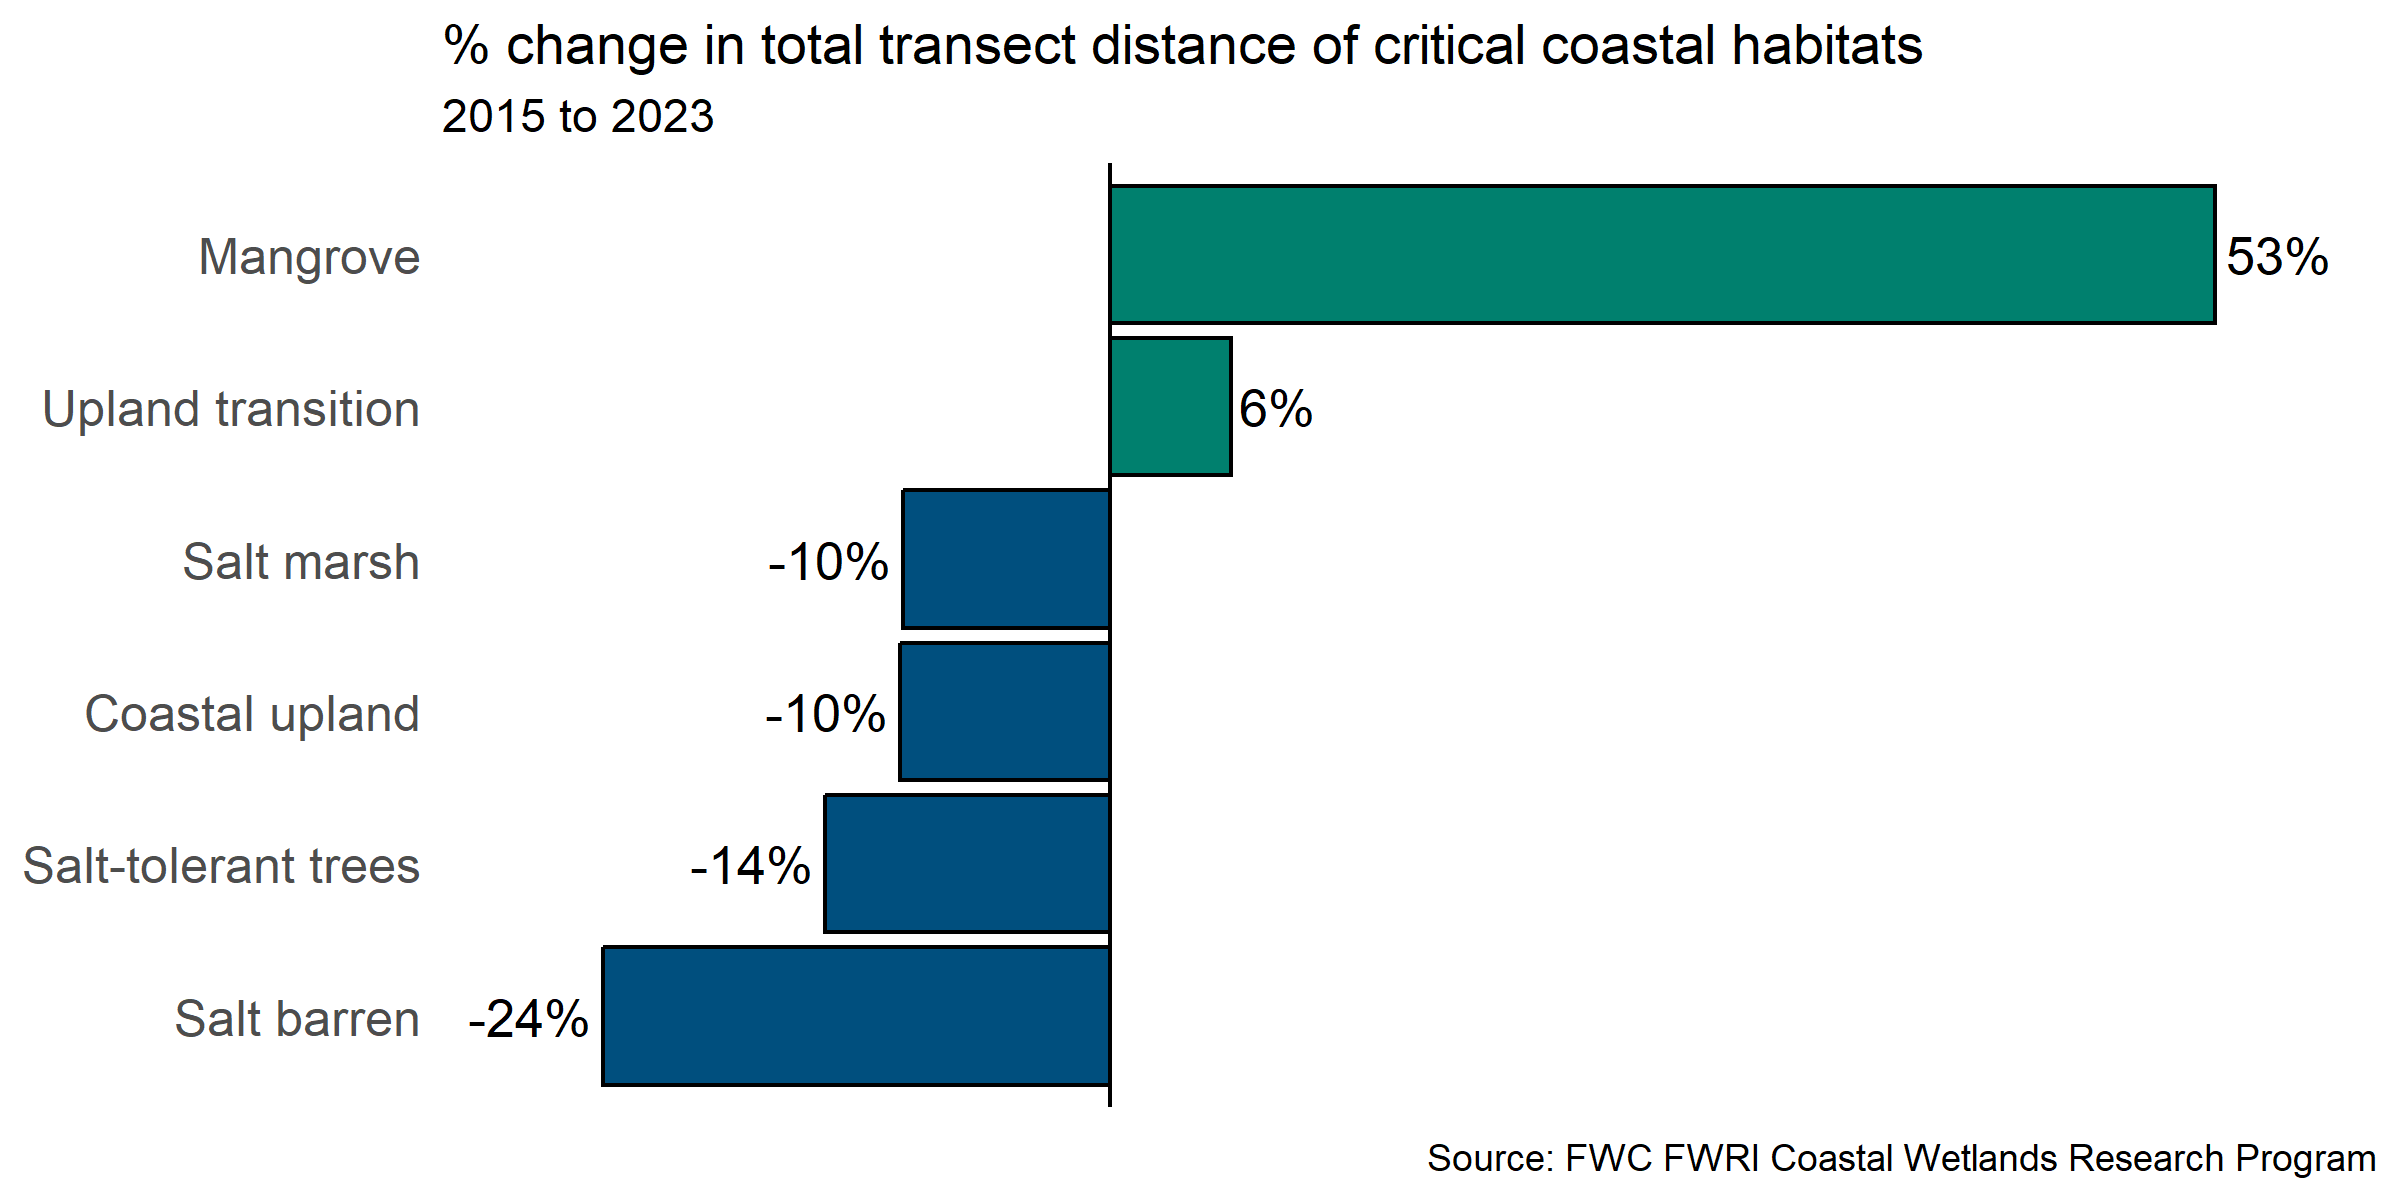 % change in total transect distance of critical coastal habitats
2015 to 2023
Mangrove
53%
Upland transition
6%
Salt marsh
-10%
Coastal upland
-10%
Salt-tolerant trees
-14%
Salt barren
-24%
Source: FWC FWRI Coastal Wetlands Research Program